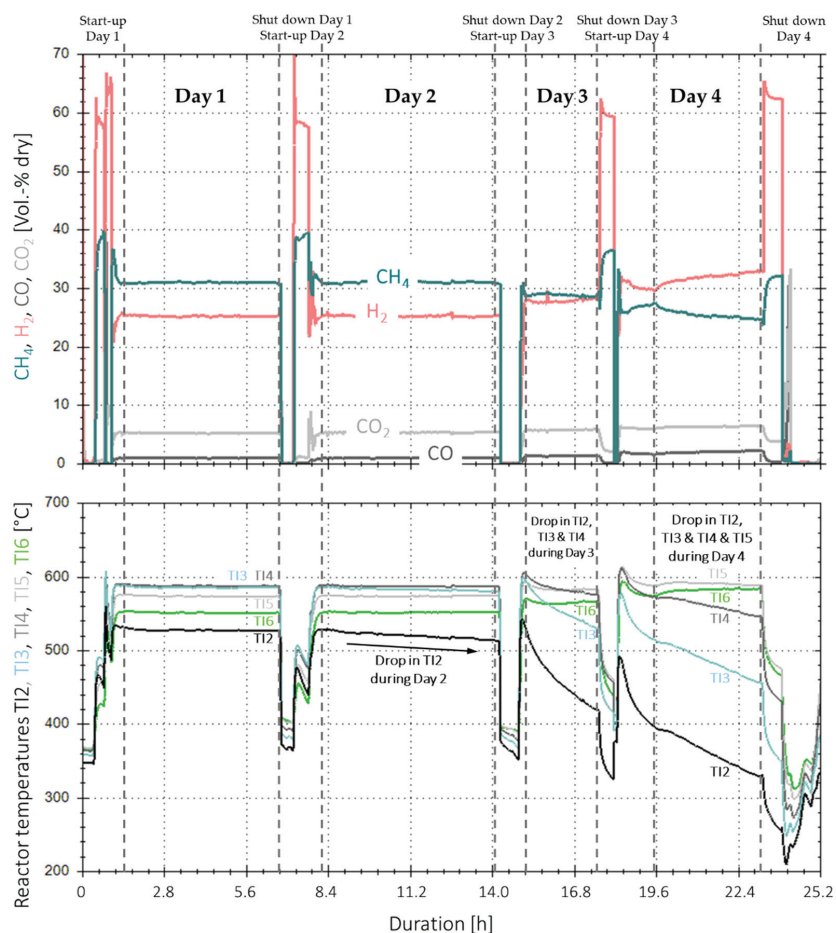 Start-up
Day 1
Shut down Day 1
Start-up Day 2
Shut down Day 2
Start-up Day 3
Shut down Day 3
Start-up Day 4
Shut down
Day 4
CH₄, H₂, CO, CO₂ [Vol.-% dry]
70
60
50
40
30
20
10
0
Day 1
Day 2
Day 3
Day 4
CH₄
H₂
CO₂
CO
Reactor temperatures TI2, TI3, TI4, TI5, TI6 [°C]
700
600
500
400
300
200
TI3 TI4
TI5
TI6
TI2
Drop in TI2
during Day 2
Drop in TI2,
TI3 & TI4
during Day 3
TI6
TI3
Drop in TI2,
TI3 & TI4 & TI5
during Day 4
TI5
TI6
TI4
TI3
TI2
0
2.8
5.6
8.4
11.2
14.0
16.8
19.6
22.4
25.2
Duration [h]